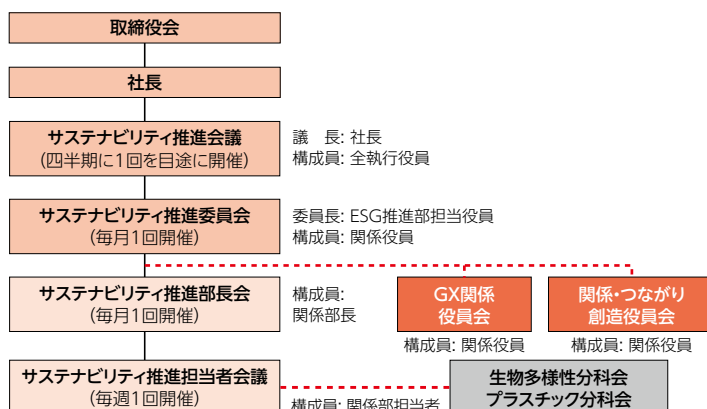 取締役会
社長
サステナビリティ推進会議
(四半期に1回を目途に開催)
議　長: 社長
構成員: 全執行役員
サステナビリティ推進委員会
(毎月1回開催)
委員長: ESG推進部担当役員
構成員: 関係役員
サステナビリティ推進部長会
(毎月1回開催)
構成員:
関係部長
GX関係
役員会
構成員: 関係役員
関係・つながり
創造役員会
構成員: 関係役員
サステナビリティ推進担当者会議
(毎週1回開催)
構成員: 関係部担当者
生物多様性分科会
プラスチック分科会